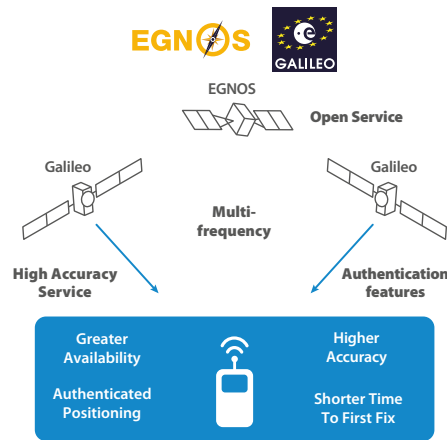 EGNOS
GALILEO
EGNOS
Open Service
Galileo
Galileo
Multi-
frequency
High Accuracy
Service
Authentication
features
Greater
Availability
Higher
Accuracy
Authenticated
Positioning
Shorter Time
To First Fix